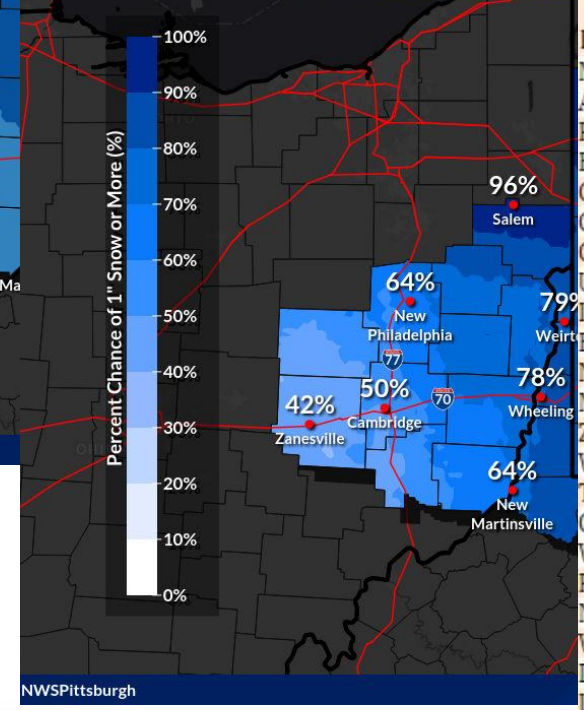 Percent Chance of 1" Snow or More (%)
100%
90%
80%
70%
60%
50%
40%
30%
20%
10%
0%
Ma
96%
Salem
64%
New
Philadelphia
79%
Weirt
77
78%
Wheeling
50%
Cambridge
70
42%
Zanesville
64%
New
Martinsville
NWSPittsburgh